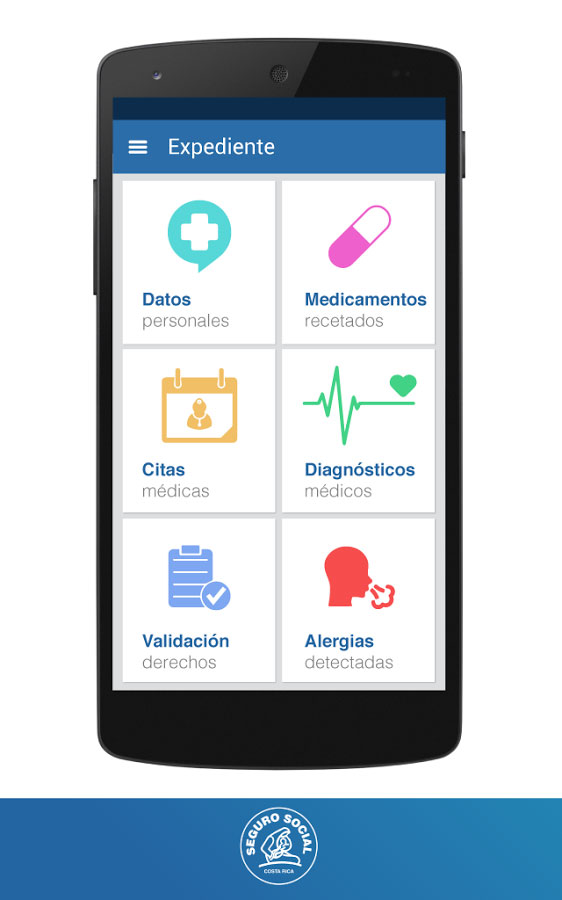 Expediente
Datos
personales
Medicamentos
recetados
Citas
médicas
Diagnósticos
médicos
Validación
derechos
Alergias
detectadas
SEGURO SOCIAL
COSTA RICA